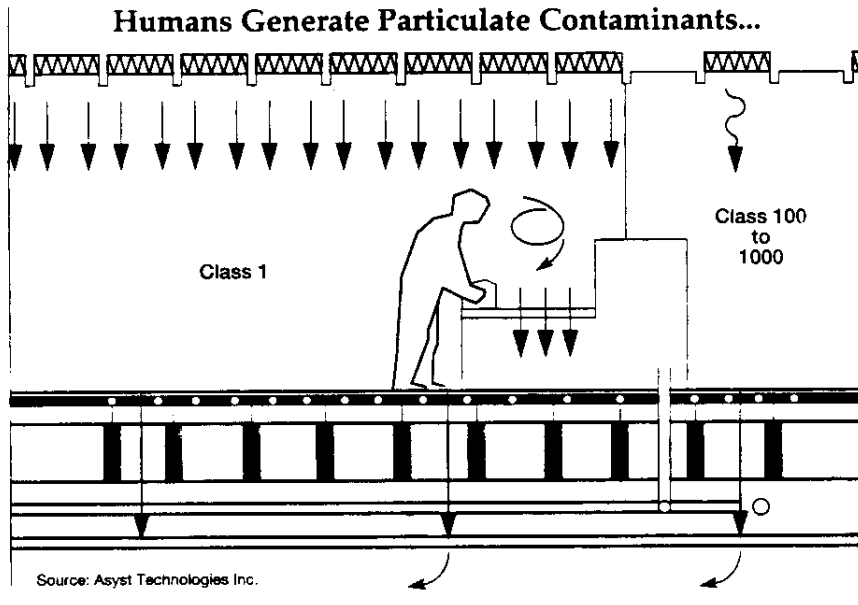 Humans Generate Particulate Contaminants...
Class 100
to
1000
Class 1
Source: Asyst Technologies Inc.